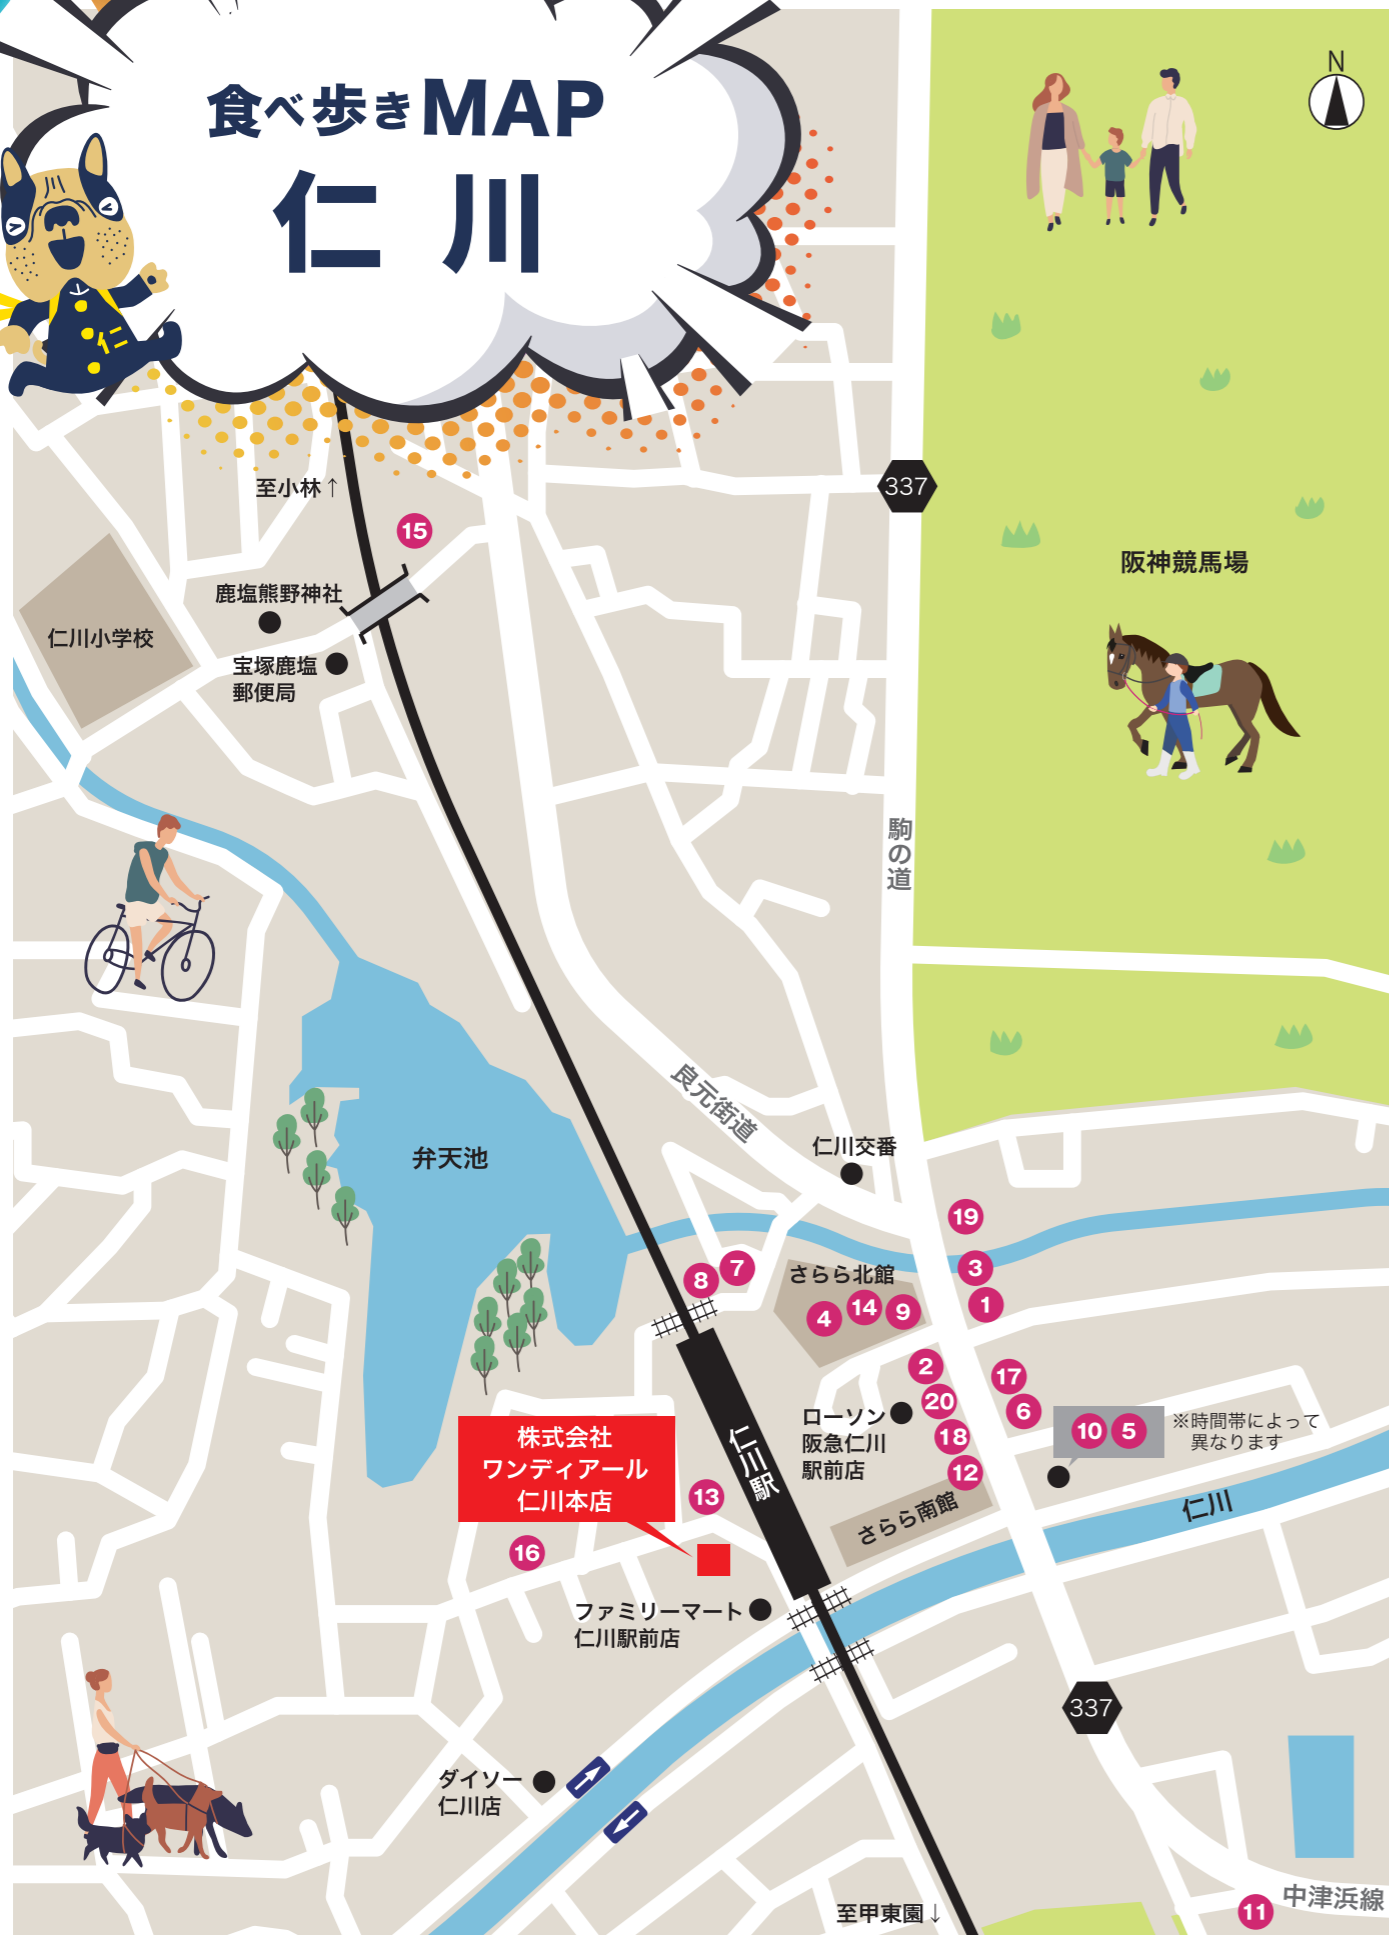 食べ歩きMAP
仁川
N
至小林↑
15
337
鹿塩熊野神社
仁川小学校
宝塚鹿塩
郵便局
阪神競馬場
駒の道
良元街道
仁川交番
弁天池
19
3
1
8
7
さらら北館
4
14
9
2
17
20
6
18
12
ローソン
阪急仁川
駅前店
10
5
※時間帯によって
異なります
仁川駅
株式会社
ワンディアール
仁川本店
13
16
さらら南館
仁川
ファミリーマート
仁川駅前店
337
ダイソー
仁川店
至甲東園↓
中津浜線
11